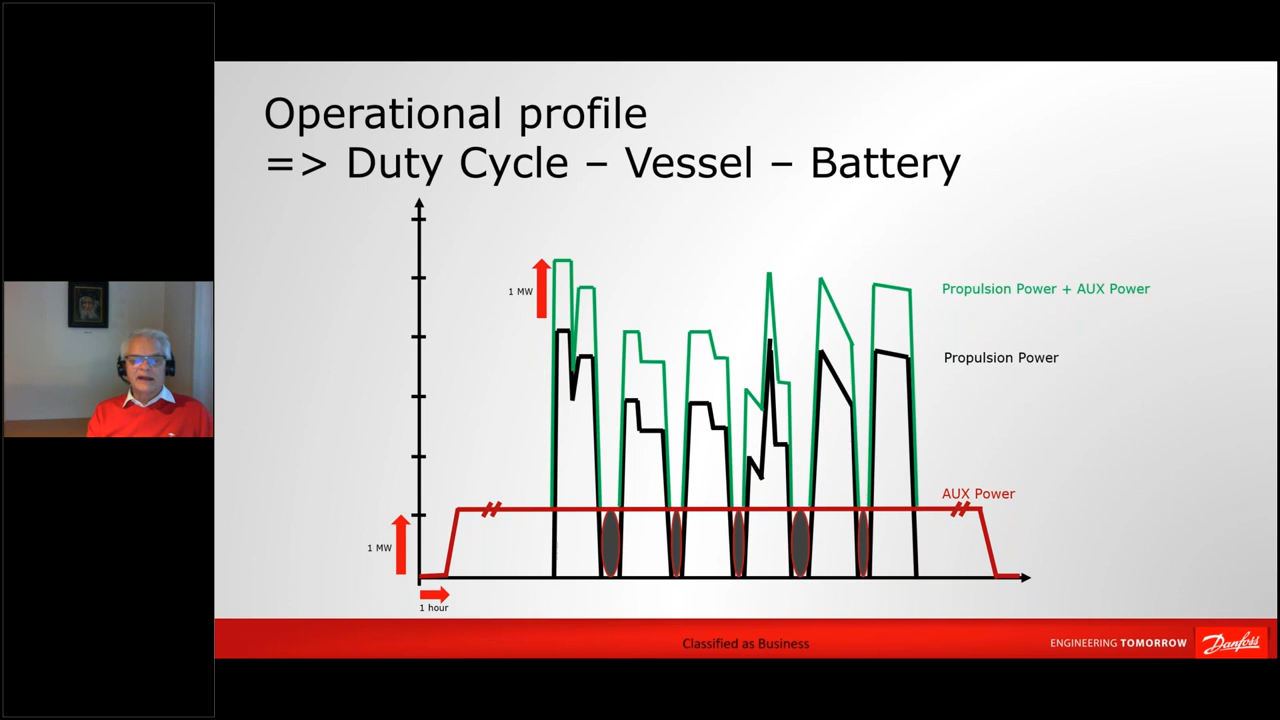 Operational profile
=> Duty Cycle – Vessel – Battery
1 MW
Propulsion Power + AUX Power
Propulsion Power
AUX Power
1 MW
1 hour
Classified as Business
ENGINEERING TOMORROW
Danfoss